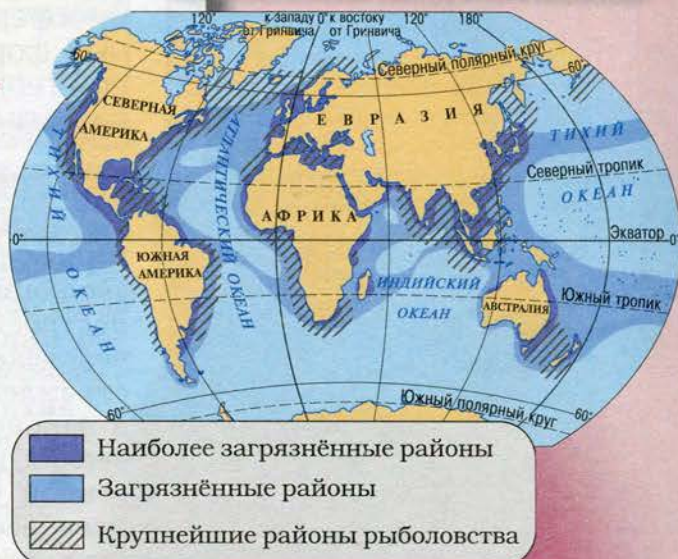 120° к западу 0° к востоку 120° 180°
от Гринвича от Гринвича
60° Северный полярный круг 60°
СЕВЕРНАЯ
АМЕРИКА
ЕВРАЗИЯ
ТИХИЙ
ОКЕАН
АТЛАНТИЧЕСКИЙ ОКЕАН
ТИХИЙ
Северный тропик
ОКЕАН
АФРИКА
Экватор
0° 0°
ЮЖНАЯ
АМЕРИКА
ИНДИЙСКИЙ
ОКЕАН
АВСТРАЛИЯ
Южный тропик
60° Южный полярный круг 60°
Наиболее загрязнённые районы
Загрязнённые районы
Крупнейшие районы рыболовства